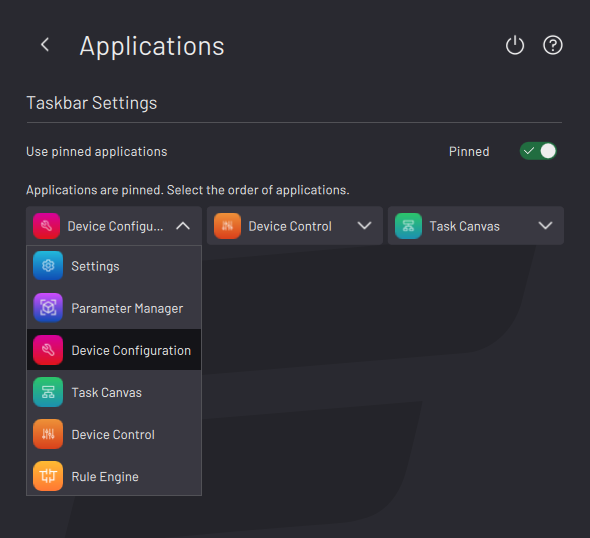 Applications
Taskbar Settings
Use pinned applications
Pinned
Applications are pinned. Select the order of applications.
Device Configu...
Device Control
Task Canvas
Settings
Parameter Manager
Device Configuration
Task Canvas
Device Control
Rule Engine